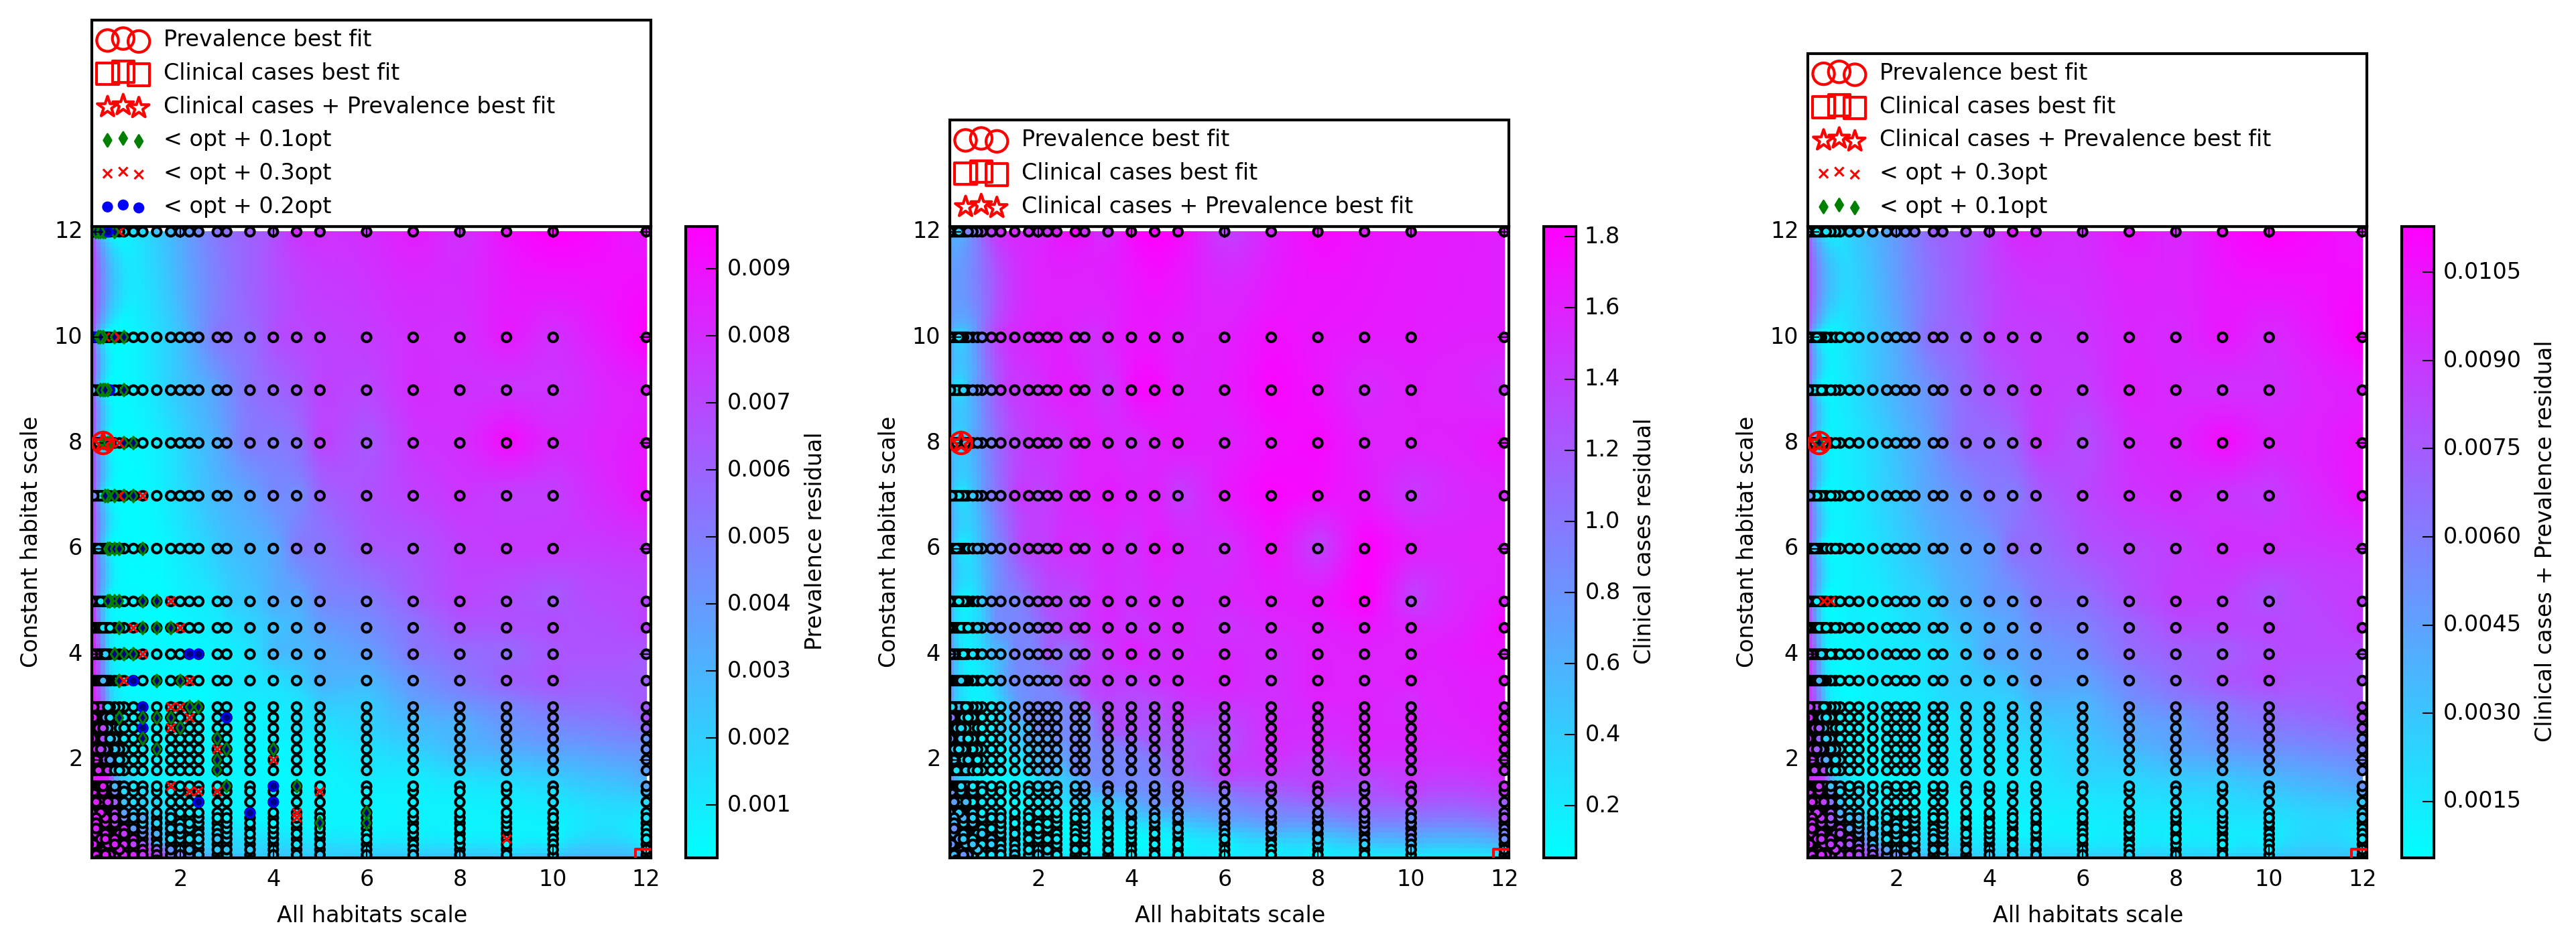 Prevalence best fit
Clinical cases best fit
Clinical cases + Prevalence best fit
< opt + 0.1opt
< opt + 0.3opt
< opt + 0.2opt
12
10
8
6
4
2
Constant habitat scale
2 4 6 8 10 12
All habitats scale
0.009
0.008
0.007
0.006
0.005
0.004
0.003
0.002
0.001
Prevalence residual
Prevalence best fit
Clinical cases best fit
Clinical cases + Prevalence best fit
12
10
8
6
4
2
Constant habitat scale
2 4 6 8 10 12
All habitats scale
1.8
1.6
1.4
1.2
1.0
0.8
0.6
0.4
0.2
Clinical cases residual
Prevalence best fit
Clinical cases best fit
Clinical cases + Prevalence best fit
< opt + 0.3opt
< opt + 0.1opt
12
10
8
6
4
2
Constant habitat scale
2 4 6 8 10 12
All habitats scale
0.0105
0.0090
0.0075
0.0060
0.0045
0.0030
0.0015
Clinical cases + Prevalence residual